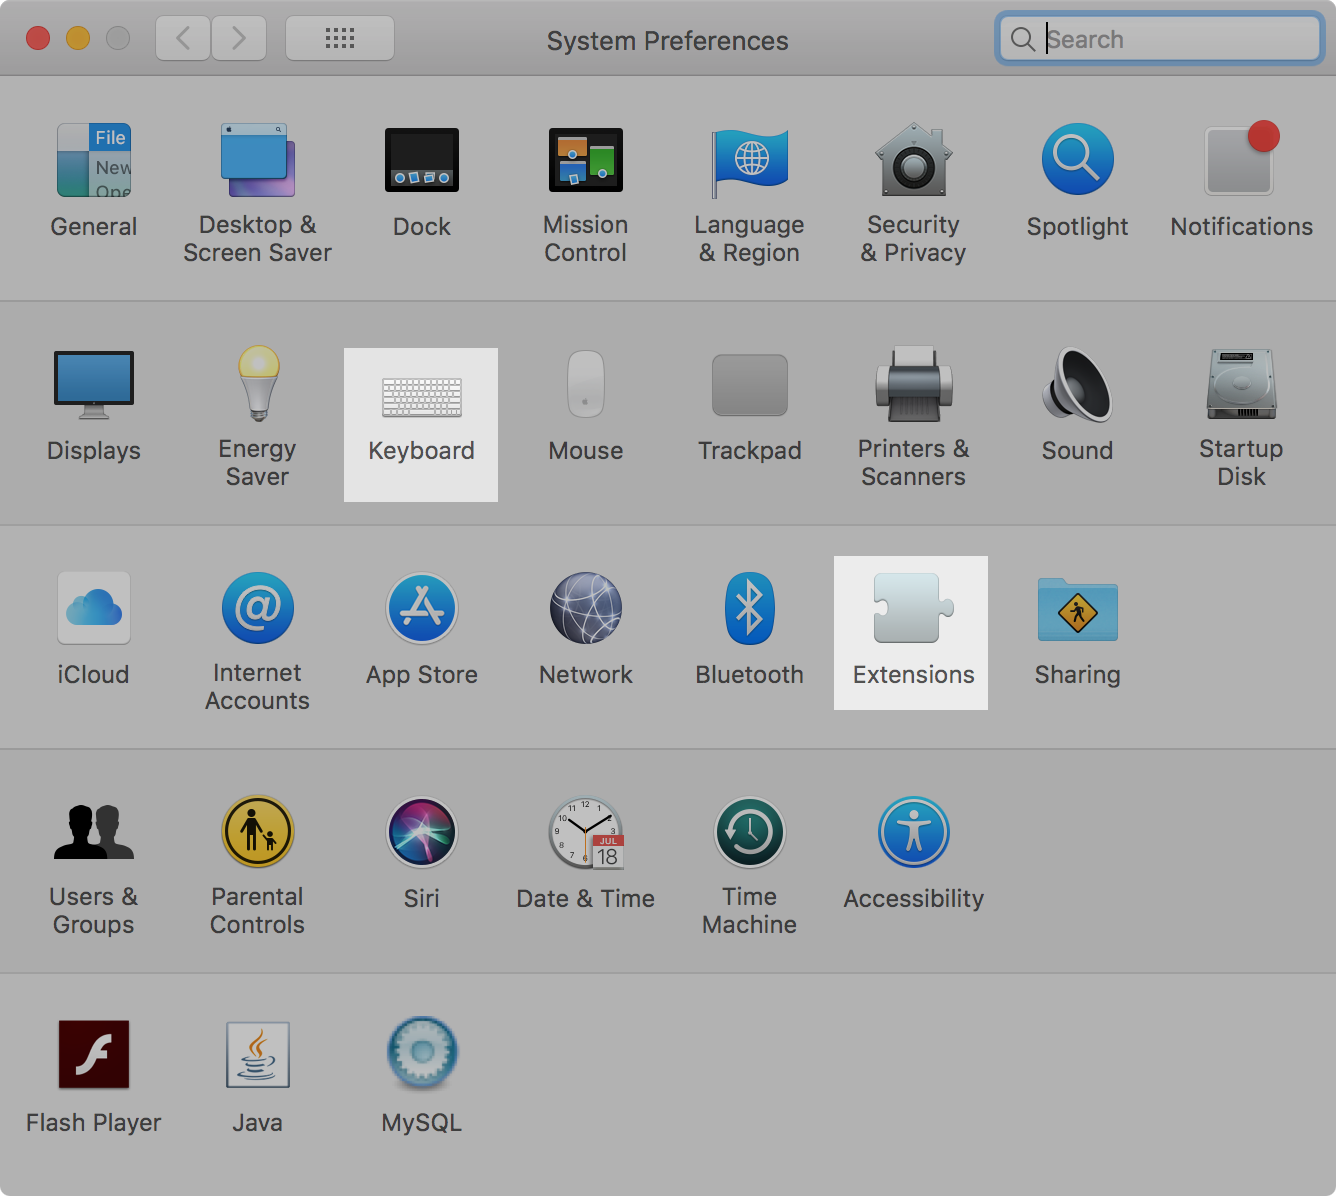 System Preferences
Search
File
New
Ope
General
Desktop &
Screen Saver
Dock
Mission
Control
Language
& Region
Security
& Privacy
Spotlight
Notifications
Displays
Energy
Saver
Keyboard
Mouse
Trackpad
Printers &
Scanners
Sound
Startup
Disk
iCloud
@
Internet
Accounts
App Store
Network
Bluetooth
Extensions
Sharing
Users &
Groups
Parental
Controls
Siri
JUL
18
Date & Time
Time
Machine
Accessibility
Flash Player
Java
MySQL